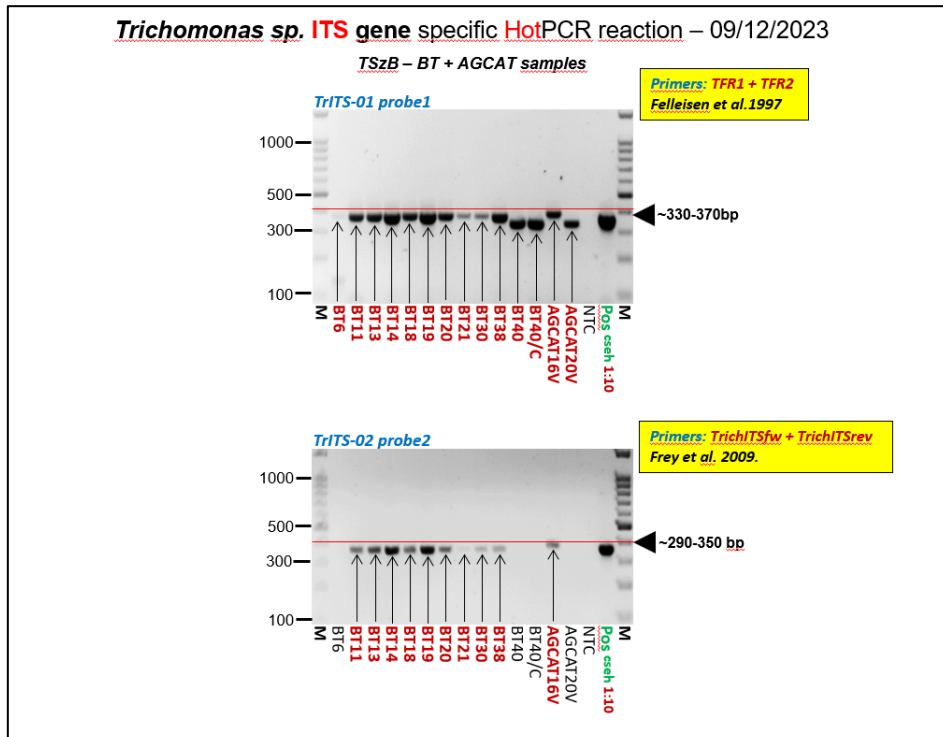 Trichomonas sp. ITS gene specific HotPCR reaction – 09/12/2023
TSzB – BT + AGCAT samples
Primers: TFR1 + TFR2
Felleisen et al.1997
TrITS-01 probe1
1000
500
300
100
~330-370bp
M
BT6
BT11
BT13
BT14
BT18
BT19
BT20
BT21
BT30
BT38
BT40
BT40/C
AGCAT16V
AGCAT20V
NTC
Pos cseh 1:10
M
Primers: TrichITSfw + TrichITSrev
Frey et al. 2009.
TrITS-02 probe2
1000
500
300
100
~290-350 bp
M
BT6
BT11
BT13
BT14
BT18
BT19
BT20
BT21
BT30
BT38
BT40
BT40/C
AGCAT16V
AGCAT20V
NTC
Pos cseh 1:10
M